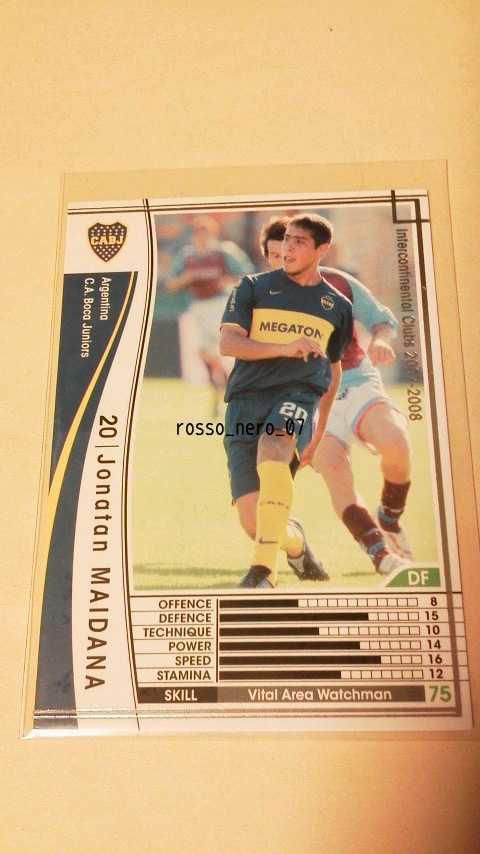 CABJ
Argentina
C.A. Boca Juniors
20 | Jonatan MAIDANA
Intercontinental Clubs 2007-2008
MEGATON
20
rosso_nero_07
DF
OFFENCE 8
DEFENCE 15
TECHNIQUE 10
POWER 14
SPEED 16
STAMINA 12
SKILL Vital Area Watchman 75